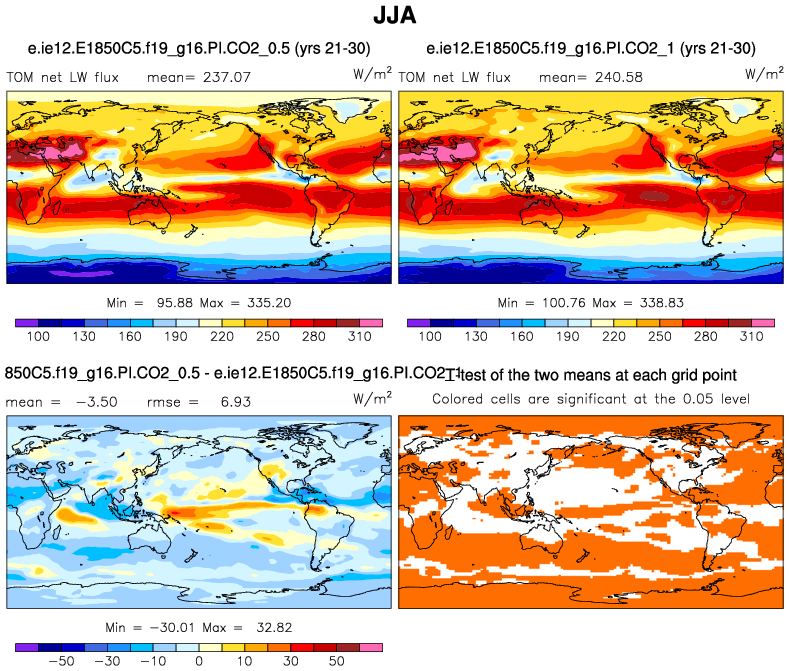 JJA
e.ie12.E1850C5.f19_g16.PI.CO2_0.5 (yrs 21-30)
e.ie12.E1850C5.f19_g16.PI.CO2_1 (yrs 21-30)
TOM net LW flux mean= 237.07 W/m2
TOM net LW flux mean= 240.58 W/m2
Min = 95.88 Max = 335.20
Min = 100.76 Max = 338.83
100 130 160 190 220 250 280 310
100 130 160 190 220 250 280 310
850C5.f19_g16.PI.CO2_0.5 - e.ie12.E1850C5.f19_g16.PI.CO2_1
T-test of the two means at each grid point
mean = −3.50 rmse = 6.93 W/m2
Colored cells are significant at the 0.05 level
Min = −30.01 Max = 32.82
−50 −30 −10 0 10 30 50